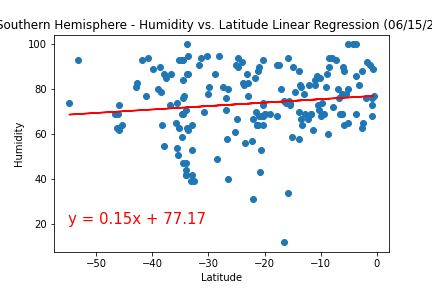 Southern Hemisphere - Humidity vs. Latitude Linear Regression (06/15/2
100
80
60
40
20
Humidity
y = 0.15x + 77.17
−50
−40
−30
−20
−10
0
Latitude